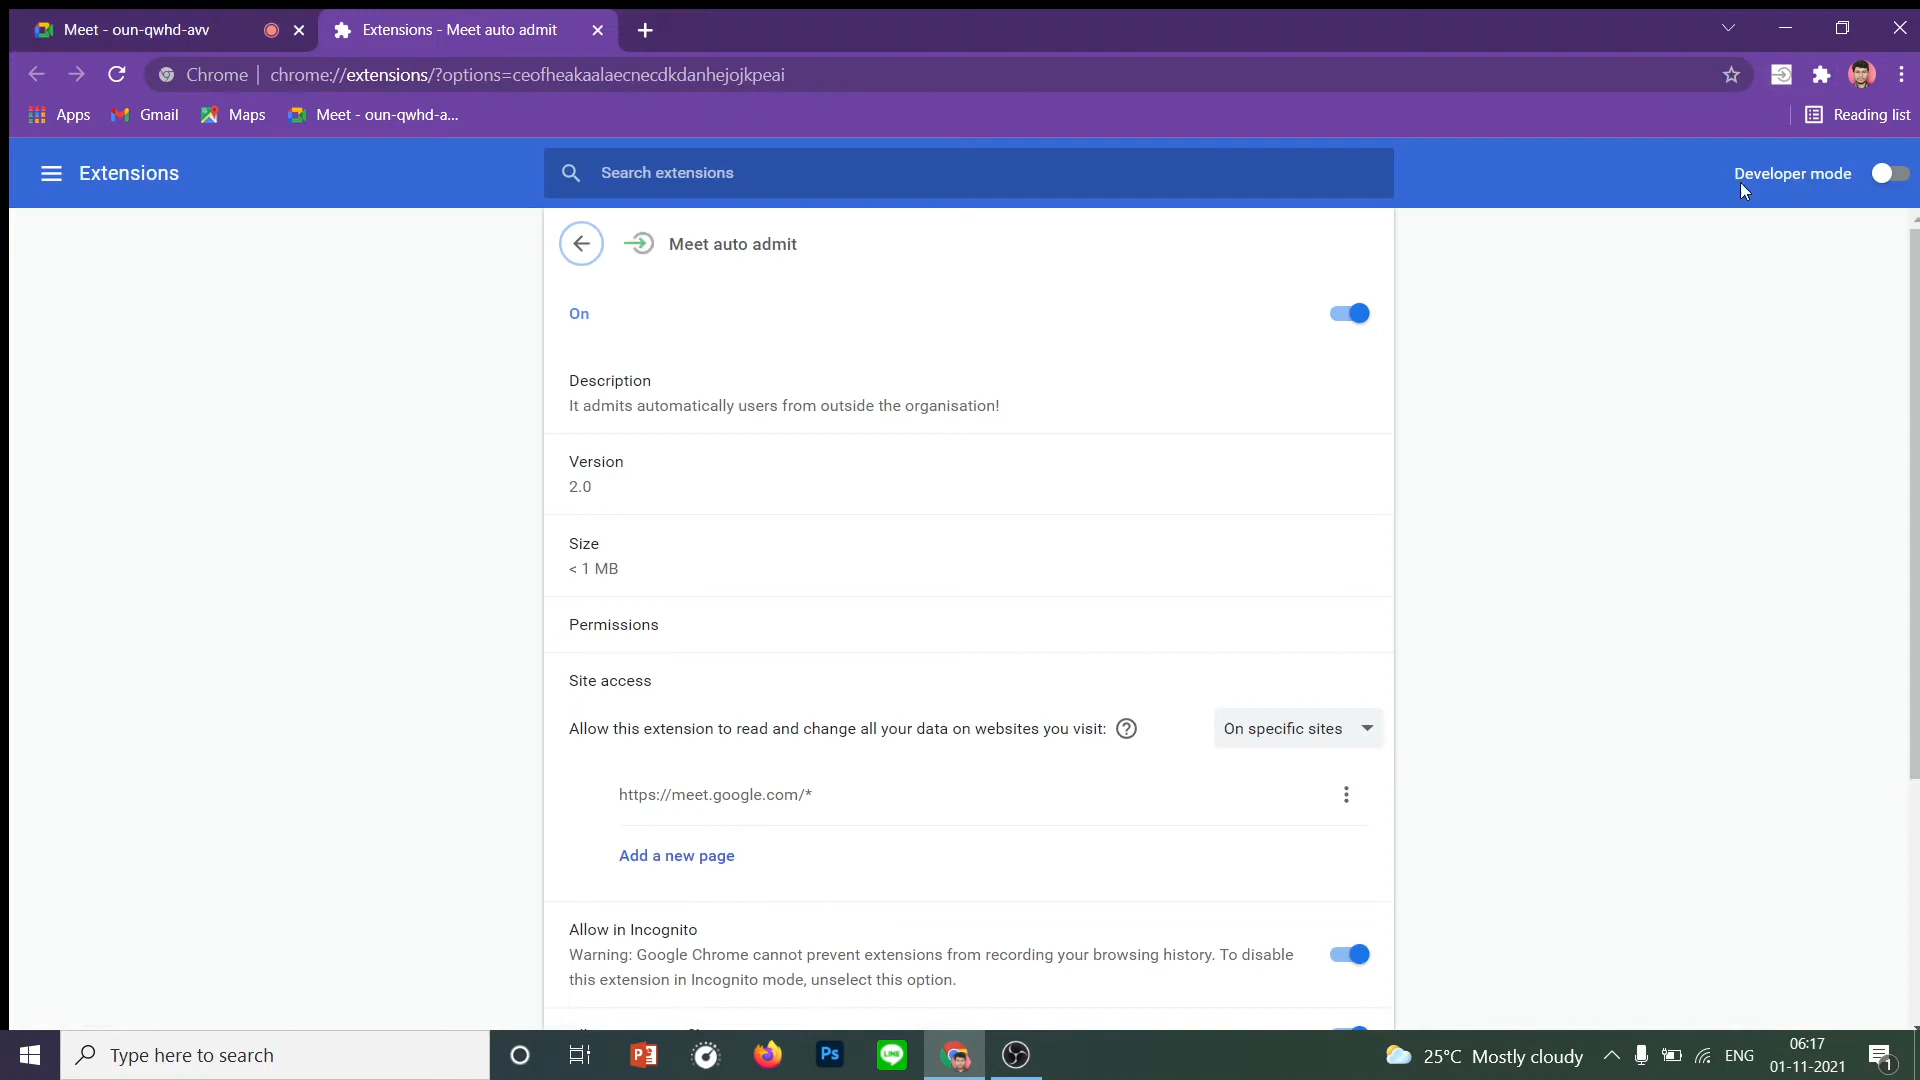 Meet - oun-qwhd-avv
Extensions - Meet auto admit
Chrome | chrome://extensions/?options=ceofheakaalaecnecdkdanhejojkpeai
Apps Gmail Maps Meet - oun-qwhd-a... Reading list
Extensions
Search extensions
Developer mode
Meet auto admit
On
Description
It admits automatically users from outside the organisation!
Version
2.0
Size
< 1 MB
Permissions
Site access
Allow this extension to read and change all your data on websites you visit: ?
On specific sites
https://meet.google.com/*
Add a new page
Allow in Incognito
Warning: Google Chrome cannot prevent extensions from recording your browsing history. To disable
this extension in Incognito mode, unselect this option.
Type here to search
P
Ps
LINE
25°C Mostly cloudy
ENG
06:17
01-11-2021
1